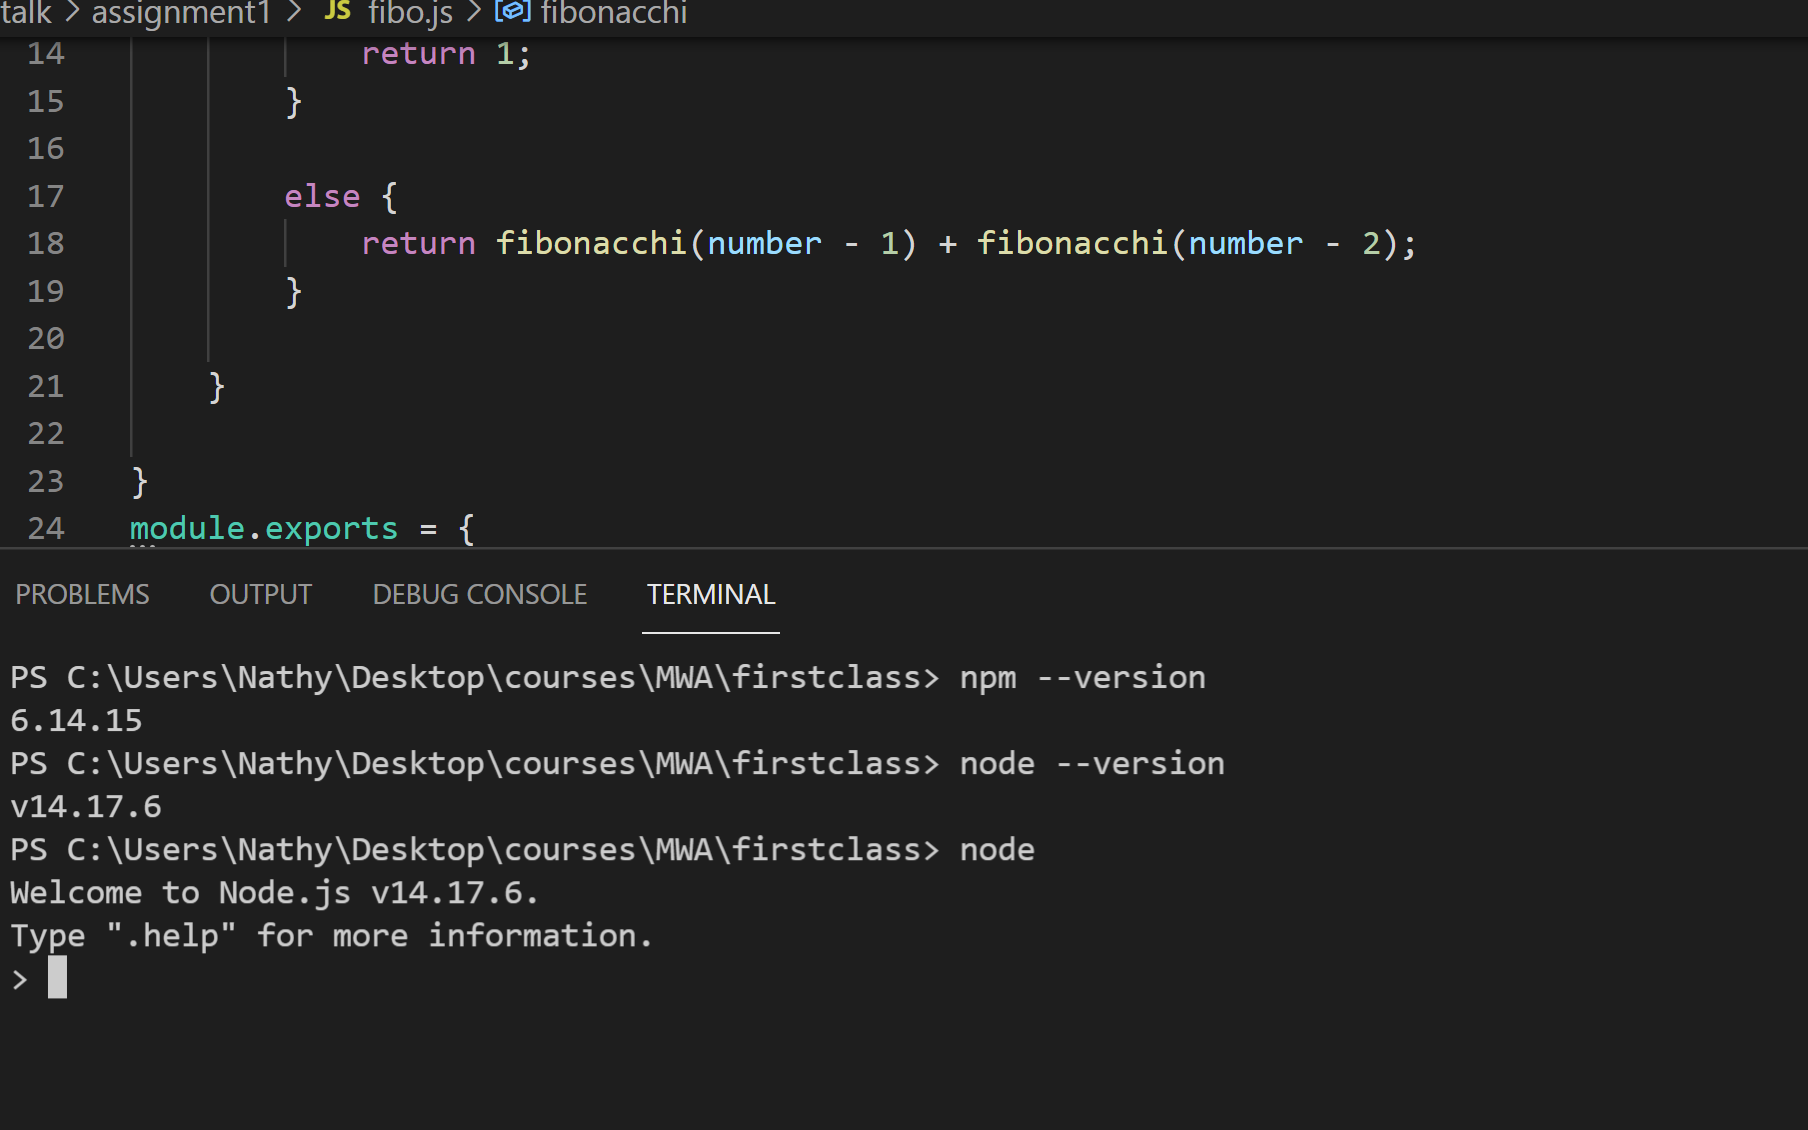 talk > assignment1 > JS fibo.js > fibonacchi
14 return 1;
15 }
16
17 else {
18 return fibonacchi(number - 1) + fibonacchi(number - 2);
19 }
20
21 }
22
23 }
24 module.exports = {
PROBLEMS OUTPUT DEBUG CONSOLE TERMINAL
PS C:\Users\Nathy\Desktop\courses\MWA\firstclass> npm --version
6.14.15
PS C:\Users\Nathy\Desktop\courses\MWA\firstclass> node --version
v14.17.6
PS C:\Users\Nathy\Desktop\courses\MWA\firstclass> node
Welcome to Node.js v14.17.6.
Type ".help" for more information.
>